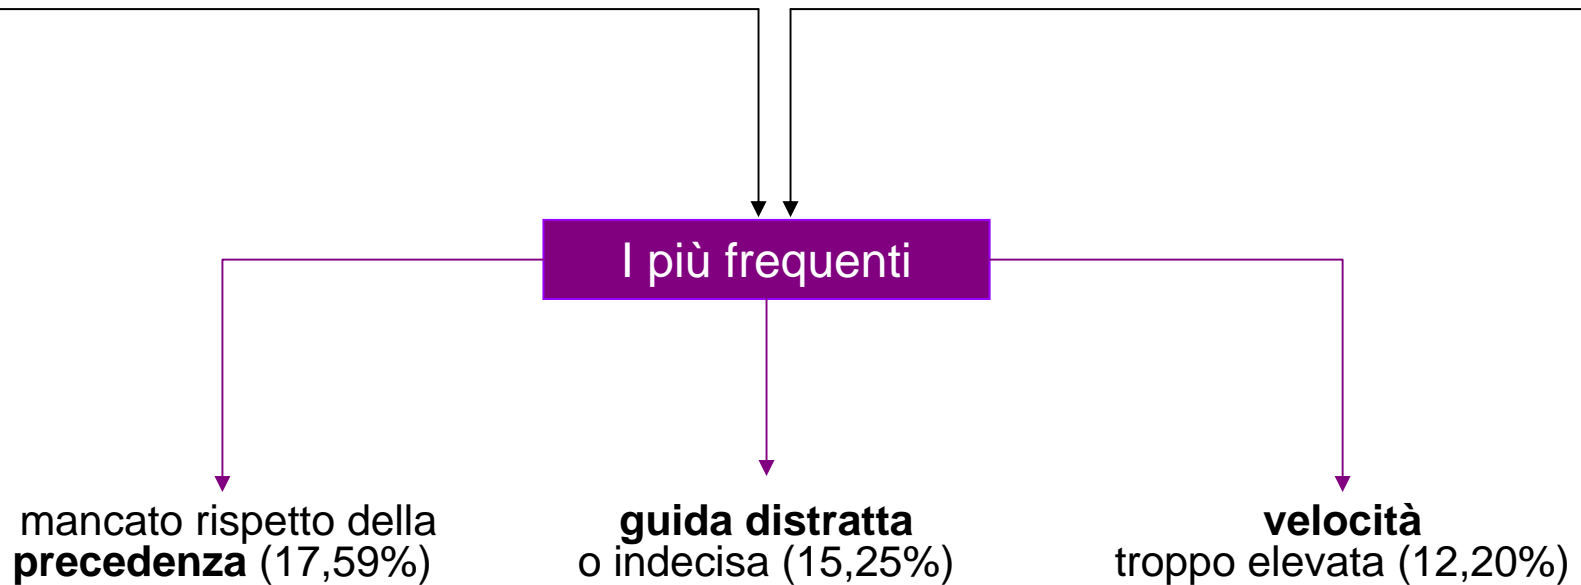 I più frequenti
mancato rispetto della
precedenza (17,59%)
guida distratta
o indecisa (15,25%)
velocità
troppo elevata (12,20%)